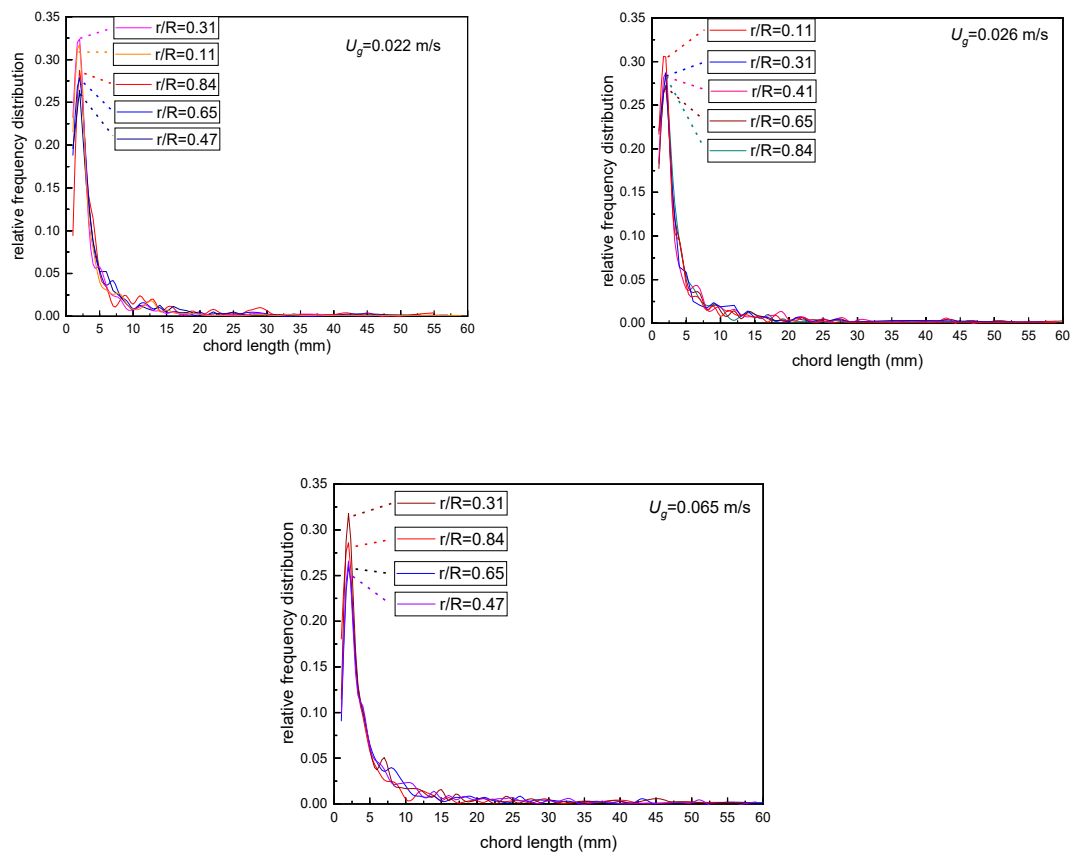 r/R=0.31
r/R=0.11
r/R=0.84
r/R=0.65
r/R=0.47
Ug=0.022 m/s
relative frequency distribution
0.35
0.30
0.25
0.20
0.15
0.10
0.05
0.00
0 5 10 15 20 25 30 35 40 45 50 55 60
chord length (mm)
r/R=0.11
r/R=0.31
r/R=0.41
r/R=0.65
r/R=0.84
Ug=0.026 m/s
relative frequency distribution
0.35
0.30
0.25
0.20
0.15
0.10
0.05
0.00
0 5 10 15 20 25 30 35 40 45 50 55 60
chord length (mm)
r/R=0.31
r/R=0.84
r/R=0.65
r/R=0.47
Ug=0.065 m/s
relative frequency distribution
0.35
0.30
0.25
0.20
0.15
0.10
0.05
0.00
0 5 10 15 20 25 30 35 40 45 50 55 60
chord length (mm)